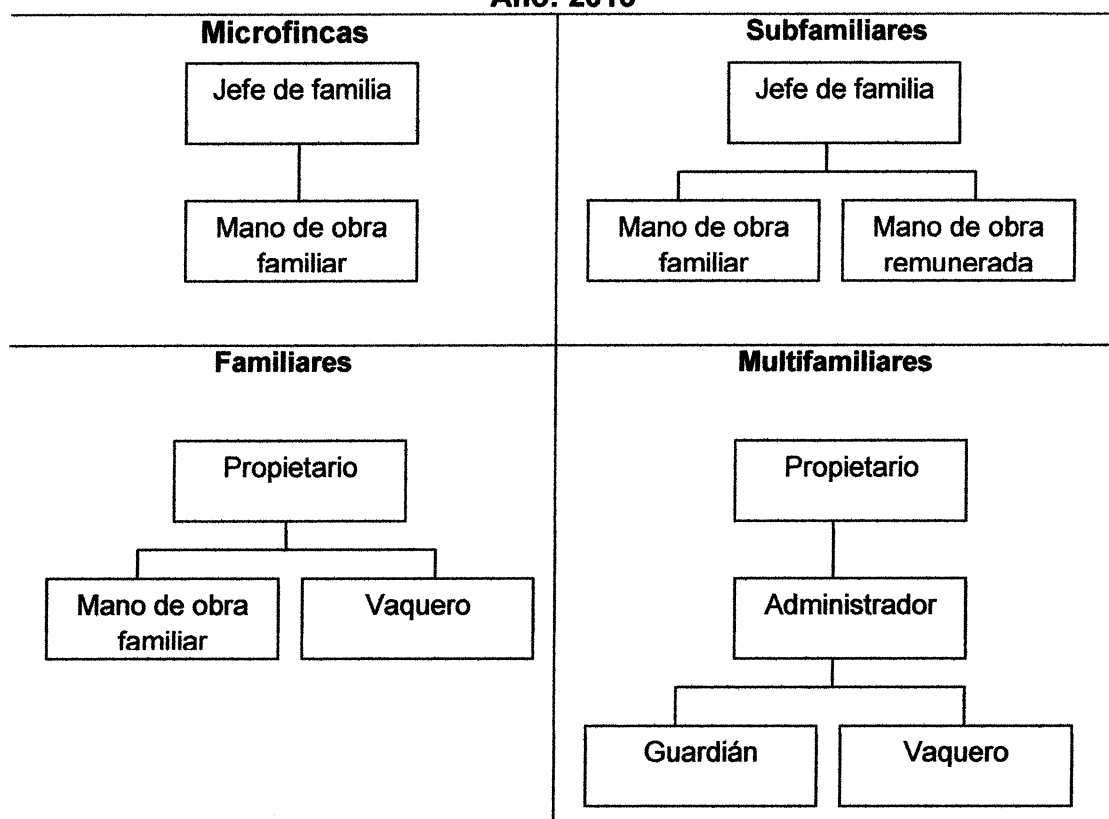 Microfincas
Jefe de familia
Mano de obra
familiar
Subfamiliares
Jefe de familia
Mano de obra
familiar
Mano de obra
remunerada
Familiares
Propietario
Mano de obra
familiar
Vaquero
Multifamiliares
Propietario
Administrador
Guardián
Vaquero